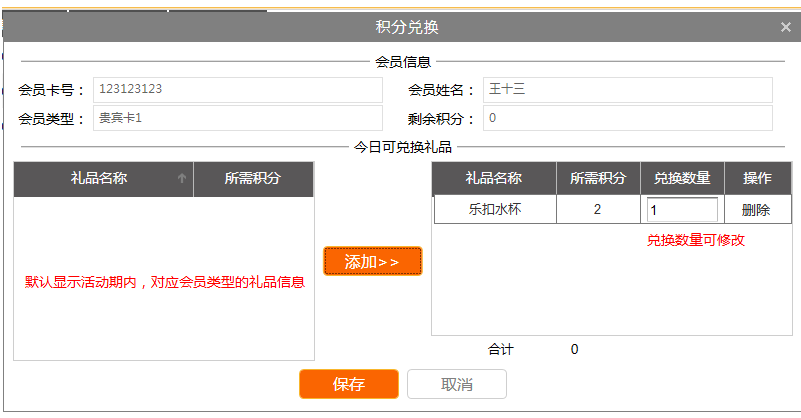 积分兑换
会员信息
会员卡号： 123123123 会员姓名： 王十三
会员类型： 贵宾卡1 剩余积分： 0
今日可兑换礼品
礼品名称 所需积分
默认显示活动期内，对应会员类型的礼品信息
添加>>
礼品名称 所需积分 兑换数量 操作
乐扣水杯 2 1 删除
兑换数量可修改
合计 0
保存 取消